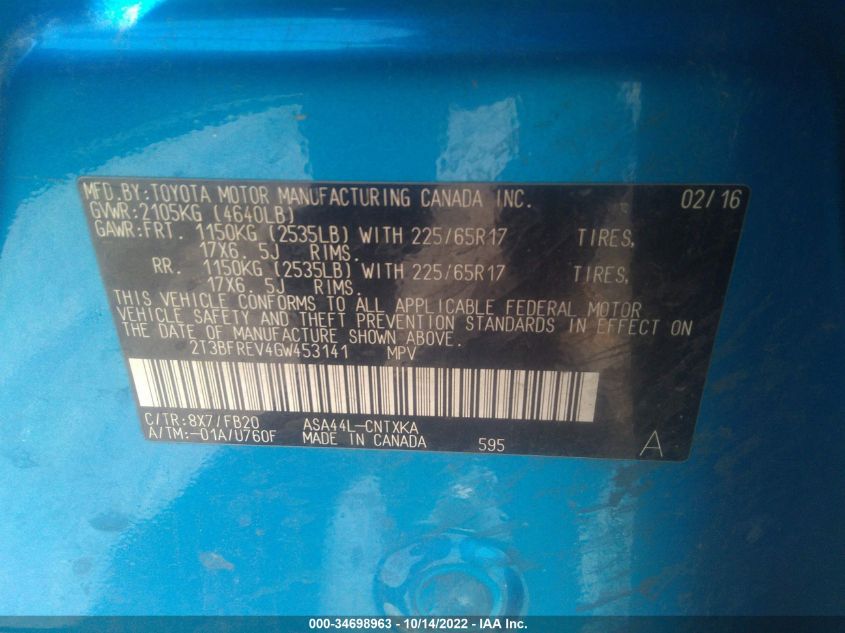 MFD.BY:TOYOTA MOTOR MANUFACTURING CANADA INC. 02/16
GVWR:2105KG (4640LB)
GAWR:FRT. 1150KG (2535LB) WITH 225/65R17 TIRES,
17X6. 5J RIMS.
RR. 1150KG (2535LB) WITH 225/65R17 TIRES,
17X6. 5J RIMS.
THIS VEHICLE CONFORMS TO ALL APPLICABLE FEDERAL MOTOR
VEHICLE SAFETY AND THEFT PREVENTION STANDARDS IN EFFECT ON
THE DATE OF MANUFACTURE SHOWN ABOVE.
2T3BFREV4GW453141 MPV
C/TR:8X7/FB20 ASA44L-CNTXKA
A/TM:-01A/U760F MADE IN CANADA 595 A
000-34698963 - 10/14/2022 - IAA Inc.